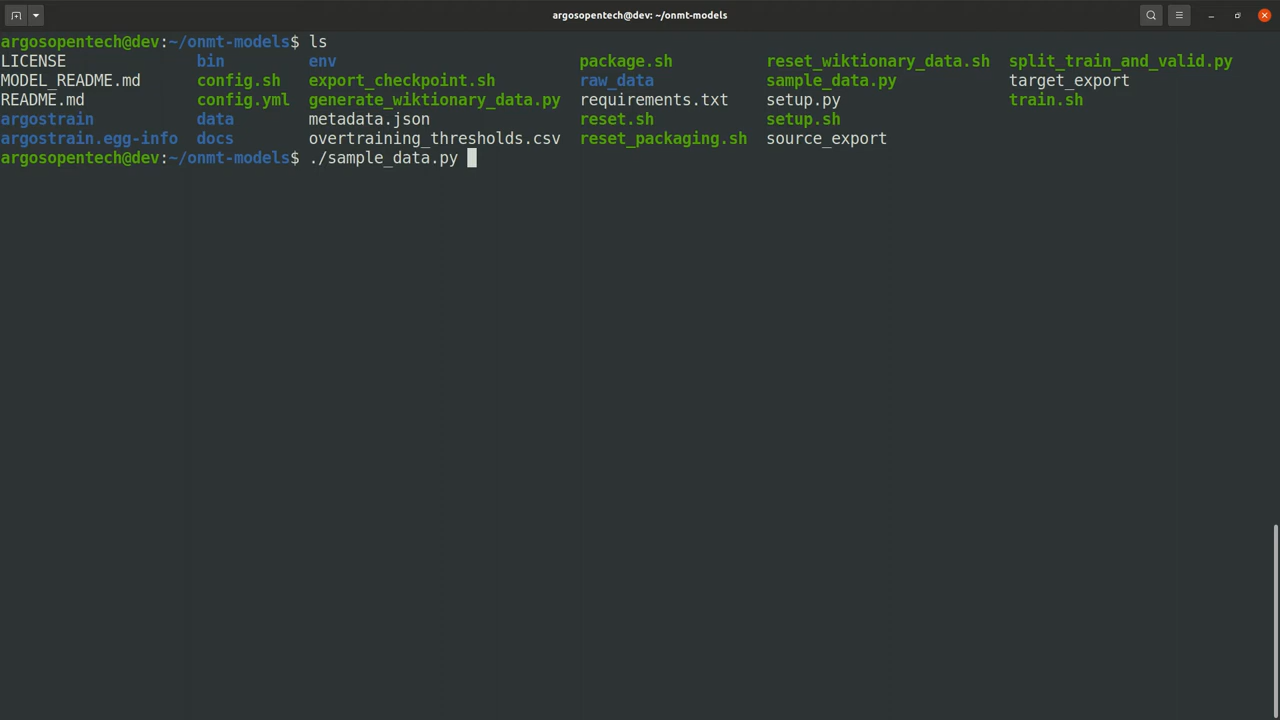 argosopentech@dev: ~/onmt-models
argosopentech@dev:~/onmt-models$ ls
LICENSE bin env package.sh reset_wiktionary_data.sh split_train_and_valid.py
MODEL_README.md config.sh export_checkpoint.sh raw_data sample_data.py target_export
README.md config.yml generate_wiktionary_data.py requirements.txt setup.py train.sh
argostrain data metadata.json reset.sh setup.sh
argostrain.egg-info docs overtraining_thresholds.csv reset_packaging.sh source_export
argosopentech@dev:~/onmt-models$ ./sample_data.py